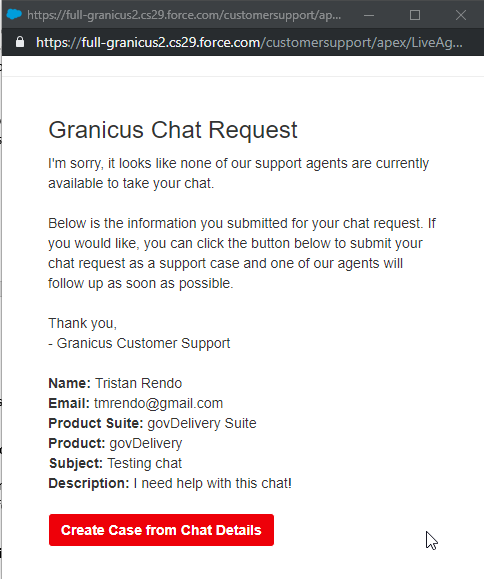 https://full-granicus2.cs29.force.com/customersupport/ap...
https://full-granicus2.cs29.force.com/customersupport/apex/LiveAg...
Granicus Chat Request
I'm sorry, it looks like none of our support agents are currently
available to take your chat.
Below is the information you submitted for your chat request. If
you would like, you can click the button below to submit your
chat request as a support case and one of our agents will
follow up as soon as possible.
Thank you,
- Granicus Customer Support
Name: Tristan Rendo
Email: tmrendo@gmail.com
Product Suite: govDelivery Suite
Product: govDelivery
Subject: Testing chat
Description: I need help with this chat!
Create Case from Chat Details